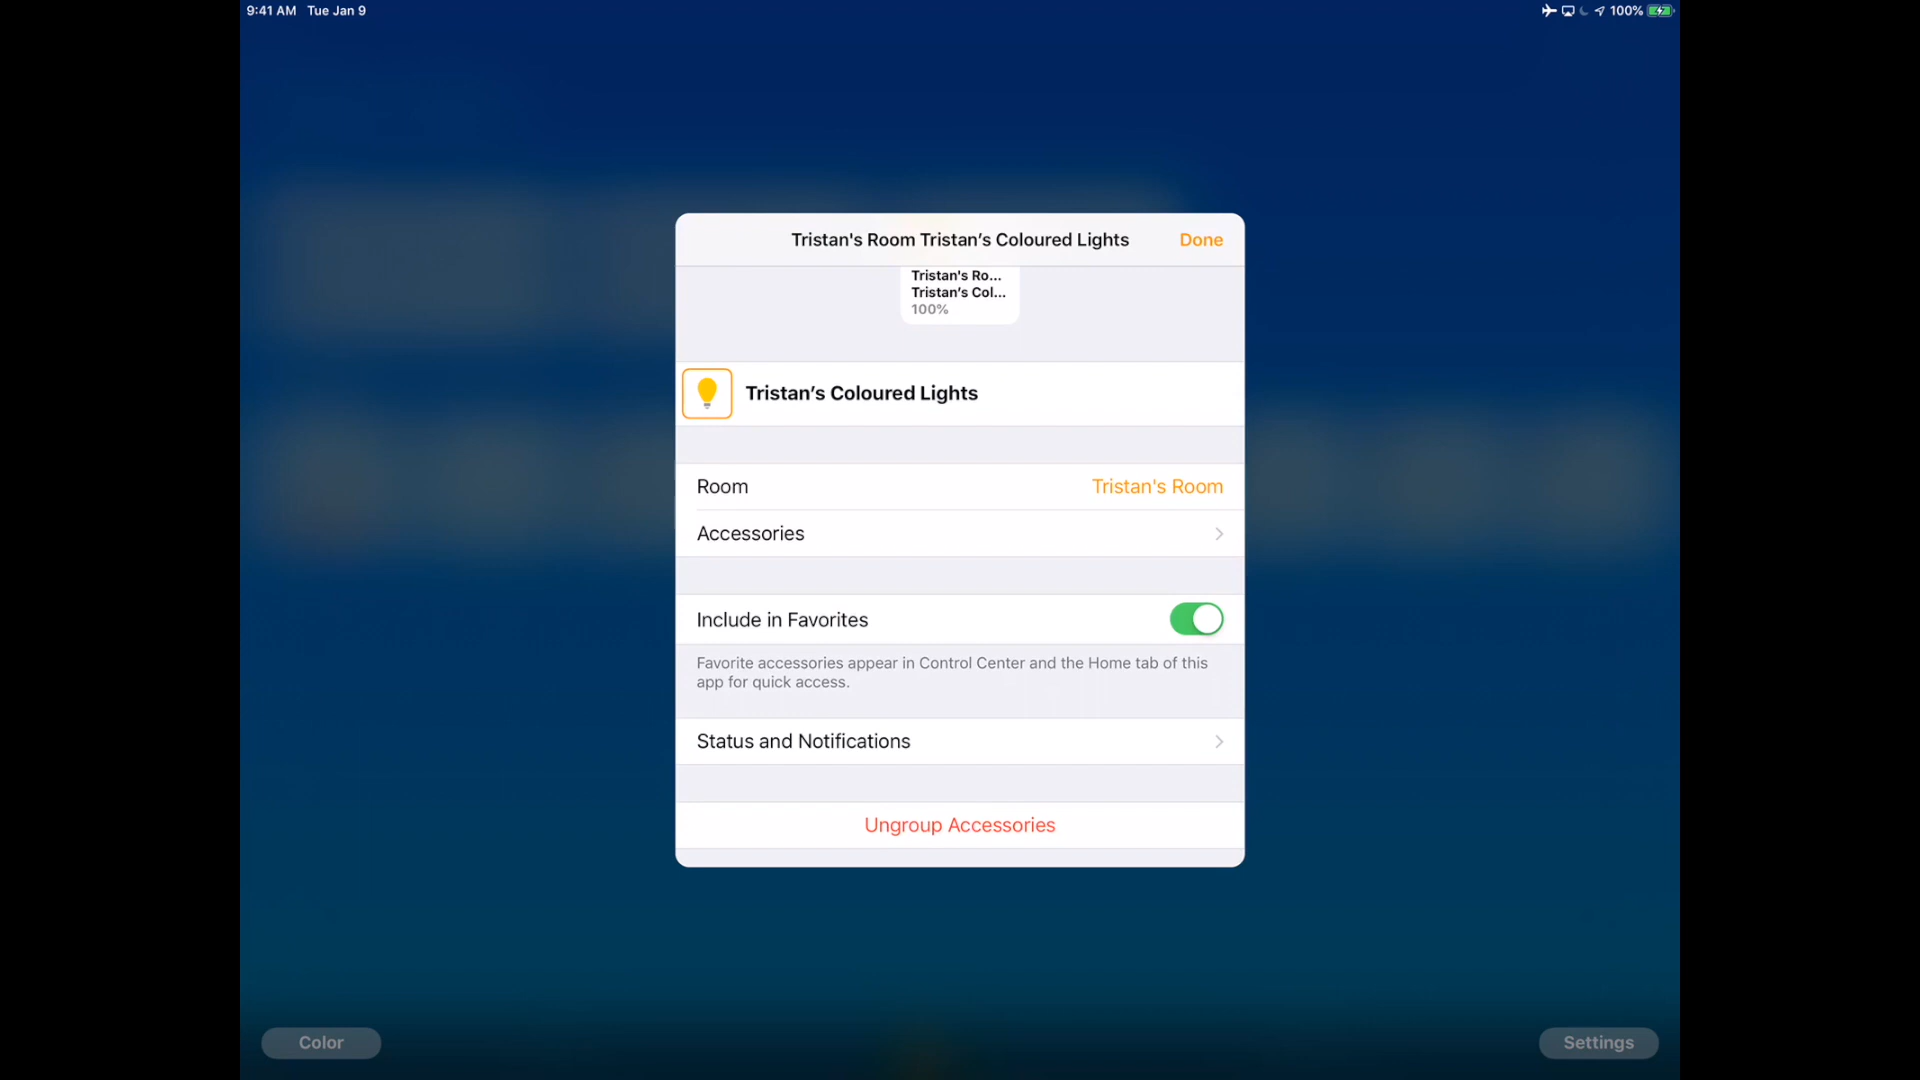 9:41 AM Tue Jan 9
100%
Tristan's Room Tristan’s Coloured Lights
Done
Tristan's Ro...
Tristan’s Col...
100%
Tristan’s Coloured Lights
Room
Tristan's Room
Accessories
Include in Favorites
Favorite accessories appear in Control Center and the Home tab of this
app for quick access.
Status and Notifications
Ungroup Accessories
Color
Settings